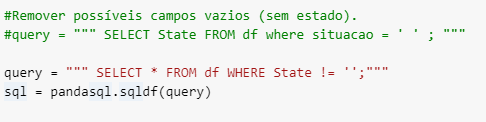 #Remover possíveis campos vazios (sem estado).
#query = """ SELECT State FROM df where situacao = ' ' ; """
query = """ SELECT * FROM df WHERE State != '';"""
sql = pandasql.sqldf(query)